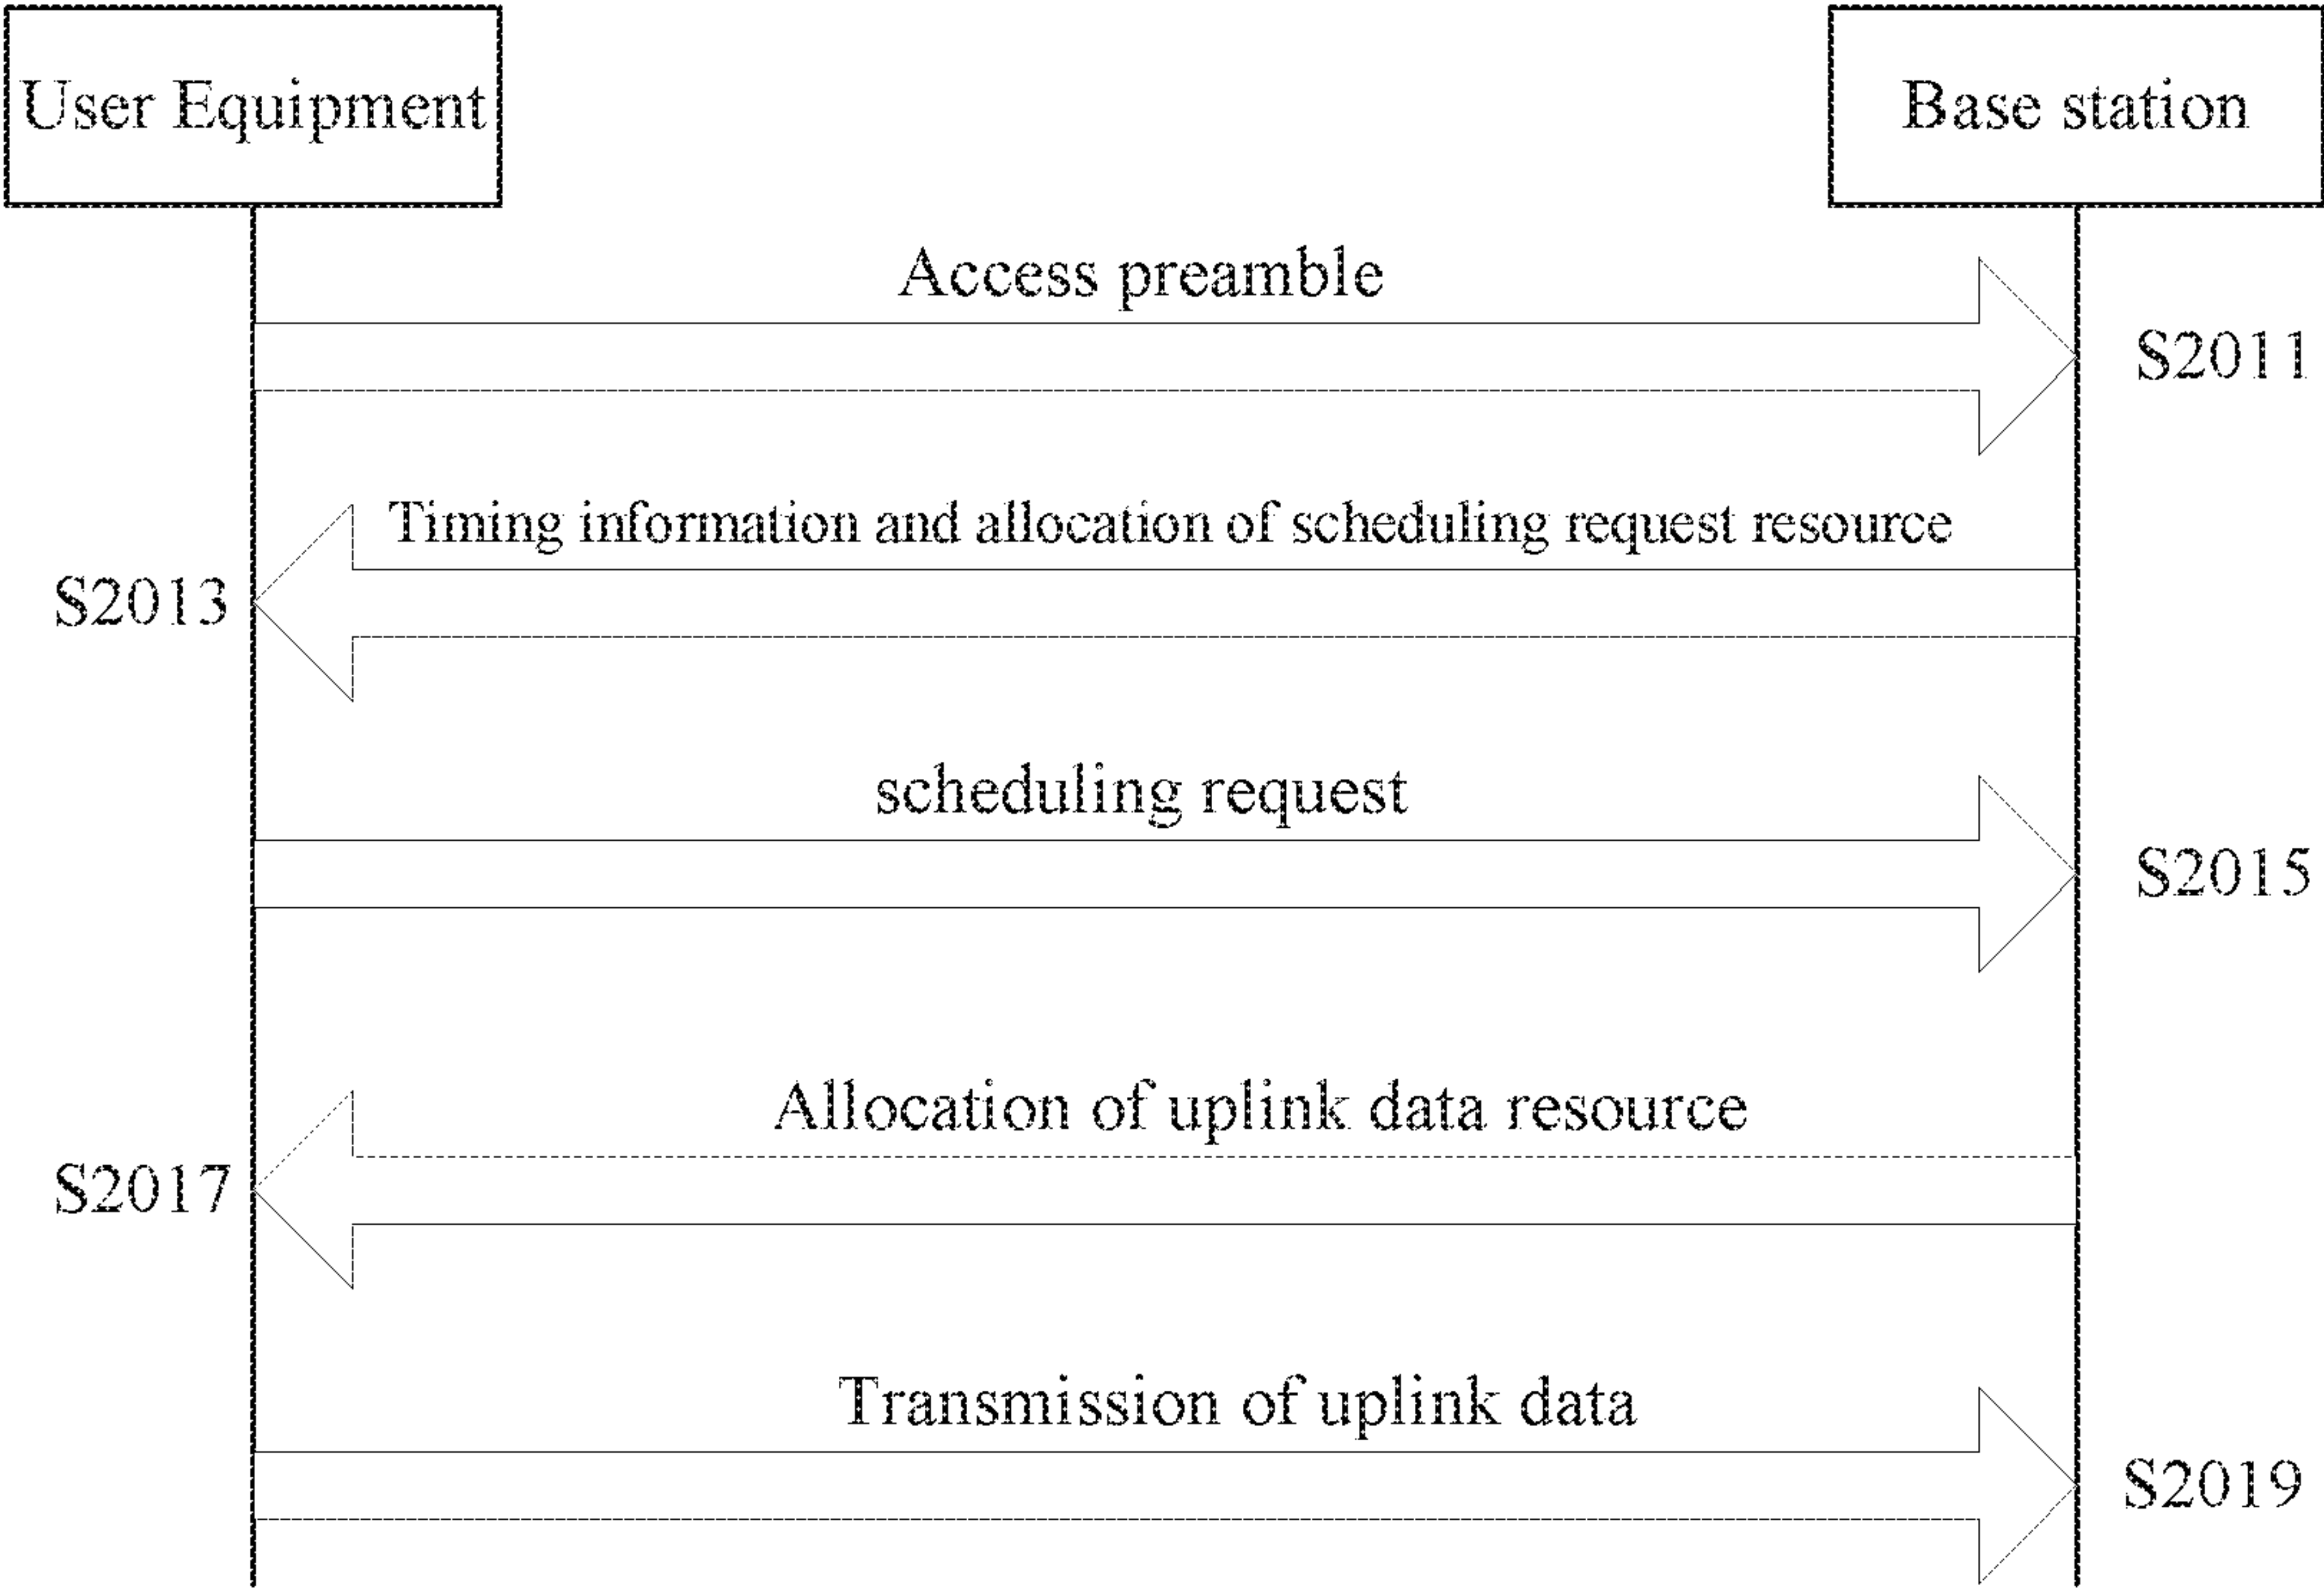 User Equipment
Base station
Access preamble
S2011
Timing information and allocation of scheduling request resource
S2013
scheduling request
S2015
Allocation of uplink data resource
S2017
Transmission of uplink data
S2019